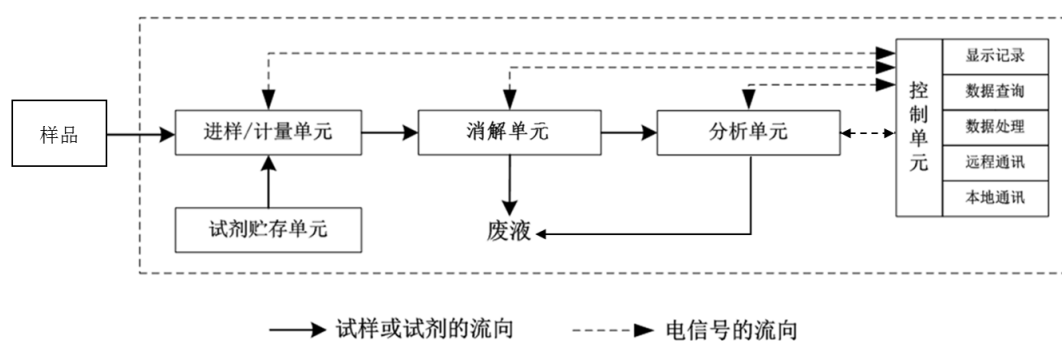 样品
进样/计量单元
消解单元
分析单元
试剂贮存单元
废液
控制单元
显示记录
数据查询
数据处理
远程通讯
本地通讯
试样或试剂的流向
电信号的流向